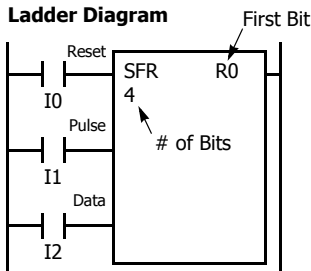 Ladder Diagram
First Bit
Reset
SFR R0
4
I0
# of Bits
Pulse
I1
Data
I2